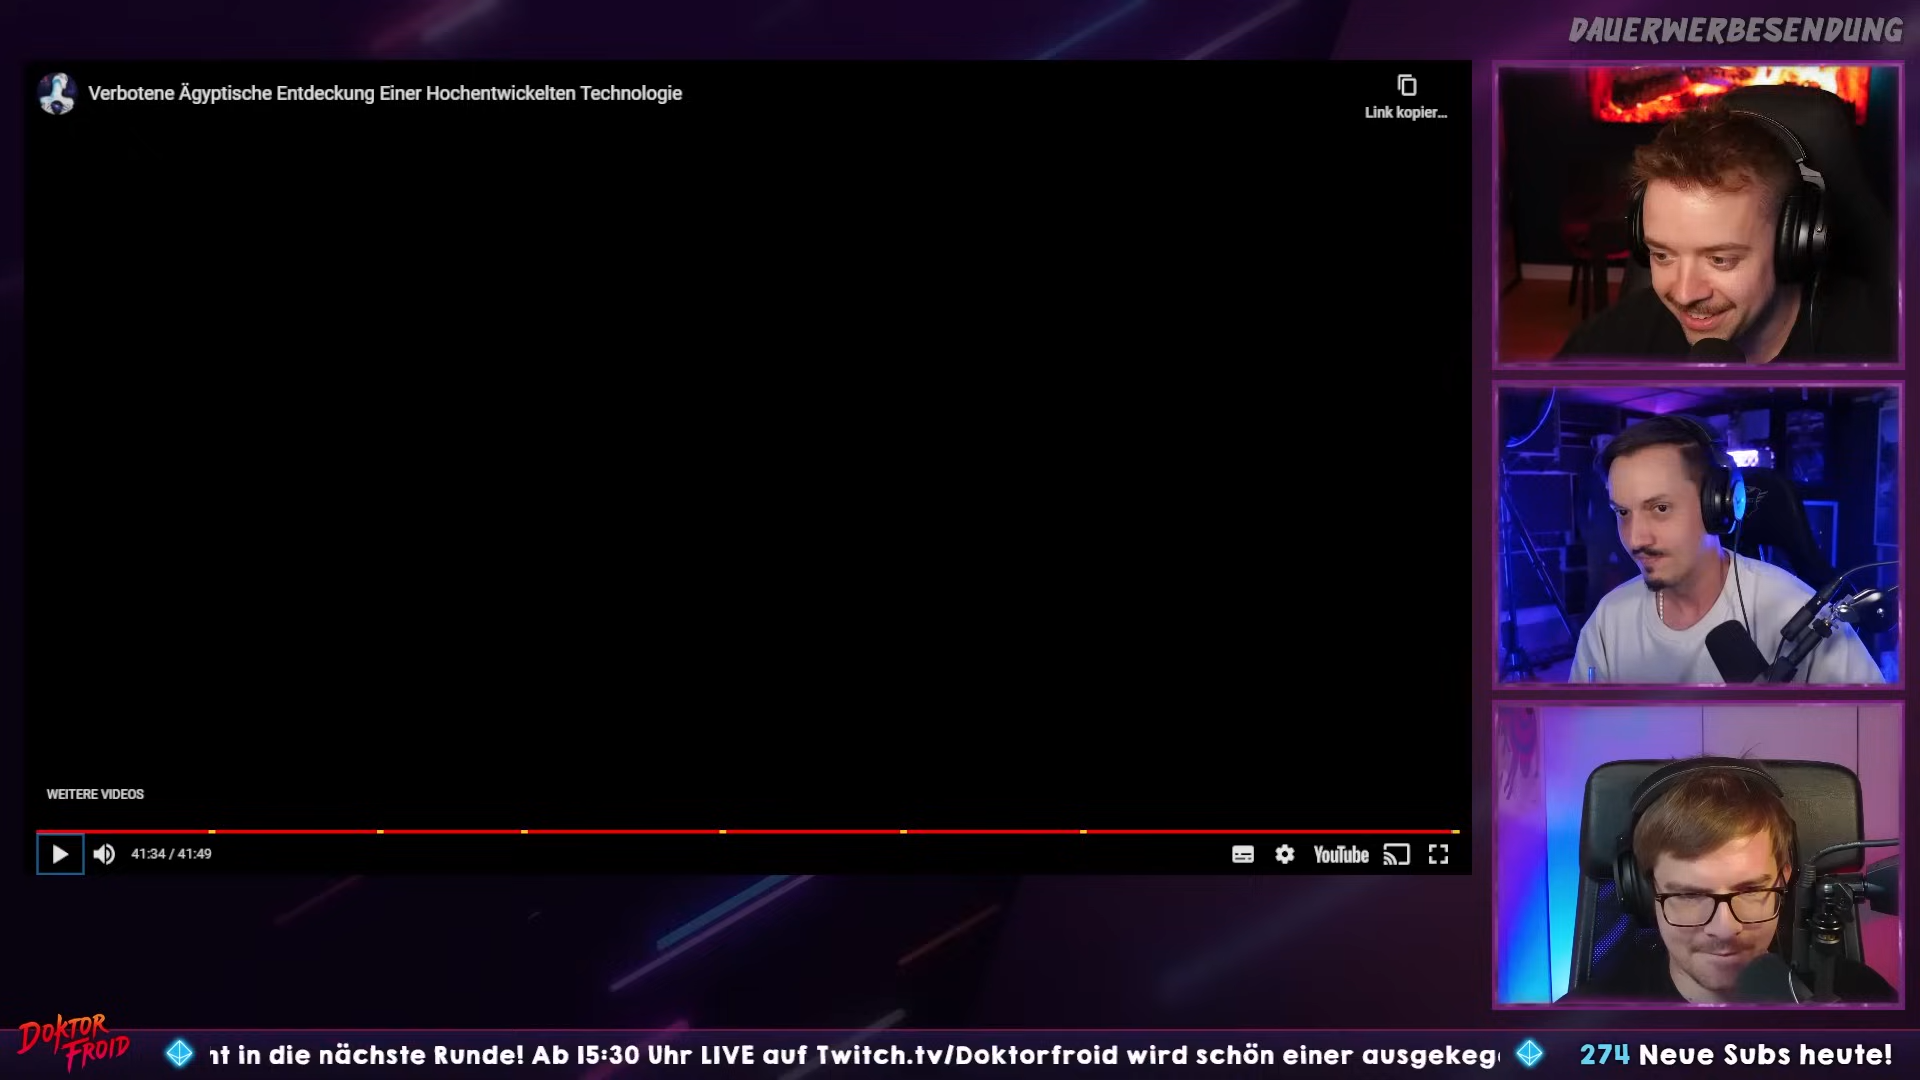 DAUERWERBESENDUNG
Verbotene Ägyptische Entdeckung Einer Hochentwickelten Technologie
Link kopier...
WEITERE VIDEOS
41:34 / 41:49
YouTube
DOKTOR
FROID
nt in die nächste Runde! Ab 15:30 Uhr LIVE auf Twitch.tv/Doktorfroid wird schön einer ausgekeg
274 Neue Subs heute!